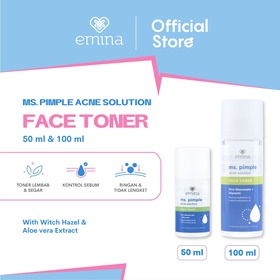 emina
Official
Store
MS. PIMPLE ACNE SOLUTION
FACE TONER
50 ml & 100 ml
TONER LEMBAB &
SEGAR
KONTROL SEBUM
RINGAN &
TIDAK LENGKET
With Witch Hazel &
Aloe vera Extract
emina
ms. pimple
acne solution
50 ml
emina
ms. pimple
acne solution
FACE TONER
100 ml